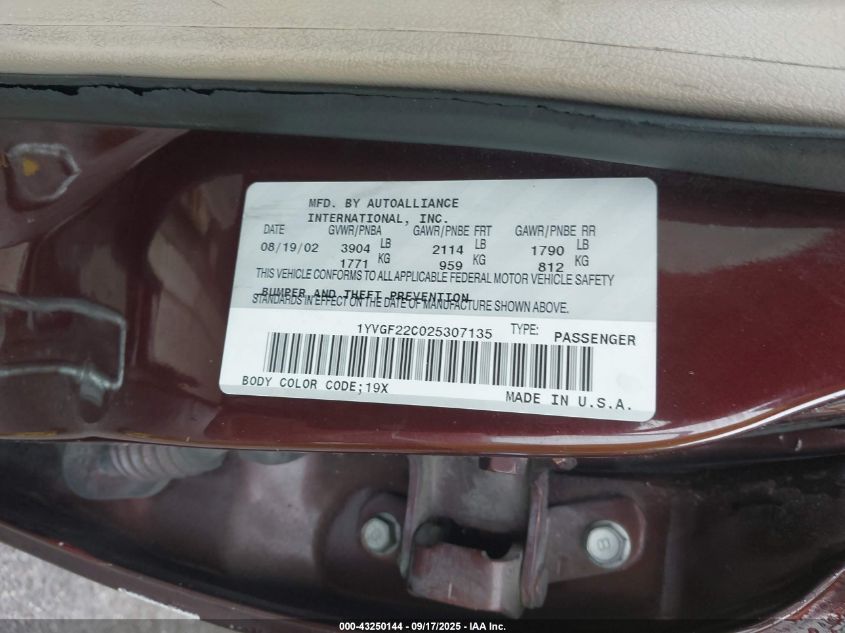 MFD. BY AUTOALLIANCE
INTERNATIONAL, INC.
DATE GVWR/PNBA GAWR/PNBE FRT GAWR/PNBE RR
08/19/02 3904 LB 2114 LB 1790 LB
1771 KG 959 KG 812 KG
THIS VEHICLE CONFORMS TO ALL APPLICABLE FEDERAL MOTOR VEHICLE SAFETY
BUMPER AND THEFT PREVENTION
STANDARDS IN EFFECT ON THE DATE OF MANUFACTURE SHOWN ABOVE.
1YVGF22C025307135 TYPE: PASSENGER
BODY COLOR CODE;19X MADE IN U.S.A.
8
000-43250144 - 09/17/2025 - IAA Inc.